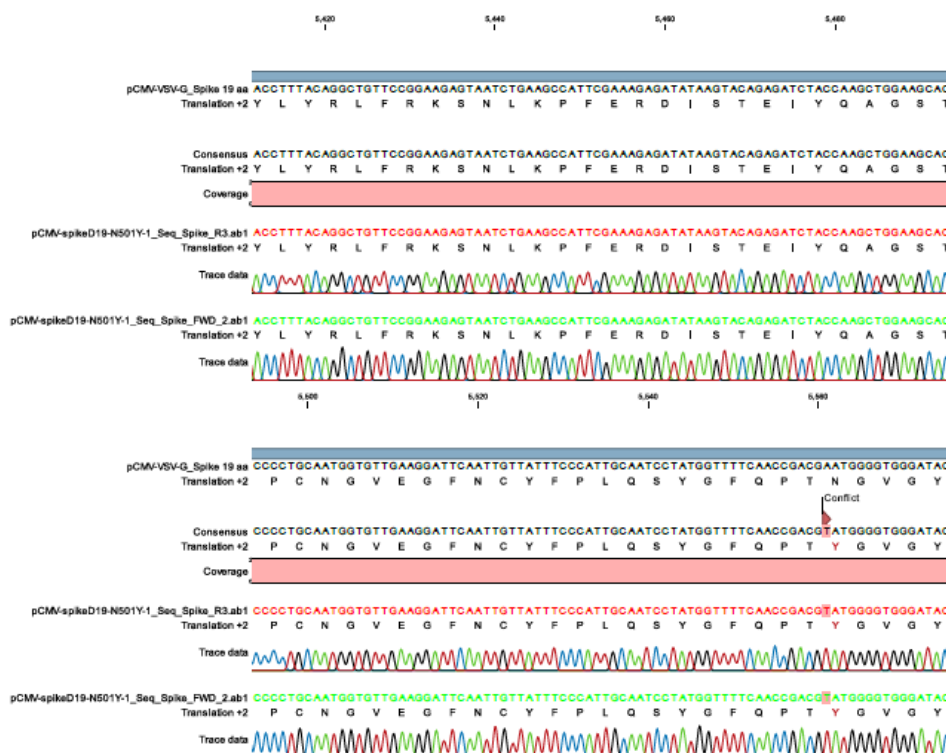 5,420 5,440 5,460 5,480
pCMV-VSV-G_Spike 19 aa ACCTTTACAGGCTGTTCCGGAAGAGTAATCTGAAGCCATTCGAAAGAGATATAAGTACAGAGATCTACCAAGCTGGAAGCAC
Translation +2 Y L Y R L F R K S N L K P F E R D I S T E I Y Q A G S T
Consensus ACCTTTACAGGCTGTTCCGGAAGAGTAATCTGAAGCCATTCGAAAGAGATATAAGTACAGAGATCTACCAAGCTGGAAGCAC
Translation +2 Y L Y R L F R K S N L K P F E R D I S T E I Y Q A G S T
Coverage
pCMV-spikeD19-N501Y-1_Seq_Spike_R3.ab1 ACCTTTACAGGCTGTTCCGGAAGAGTAATCTGAAGCCATTCGAAAGAGATATAAGTACAGAGATCTACCAAGCTGGAAGCAC
Translation +2 Y L Y R L F R K S N L K P F E R D I S T E I Y Q A G S T
Trace data
pCMV-spikeD19-N501Y-1_Seq_Spike_FWD_2.ab1 ACCTTTACAGGCTGTTCCGGAAGAGTAATCTGAAGCCATTCGAAAGAGATATAAGTACAGAGATCTACCAAGCTGGAAGCAC
Translation +2 Y L Y R L F R K S N L K P F E R D I S T E I Y Q A G S T
Trace data
5,500 5,520 5,540 5,560
pCMV-VSV-G_Spike 19 aa CCCCTGCAATGGTGTTGAAGGATTCAATTGTTATTTCCCATTGCAATCCTATGGTTTTCAACCGACGAATGGGGTGGGATAC
Translation +2 P C N G V E G F N C Y F P L Q S Y G F Q P T N G V G Y
Conflict
Consensus CCCCTGCAATGGTGTTGAAGGATTCAATTGTTATTTCCCATTGCAATCCTATGGTTTTCAACCGACGTATGGGGTGGGATAC
Translation +2 P C N G V E G F N C Y F P L Q S Y G F Q P T Y G V G Y
Coverage
pCMV-spikeD19-N501Y-1_Seq_Spike_R3.ab1 CCCCTGCAATGGTGTTGAAGGATTCAATTGTTATTTCCCATTGCAATCCTATGGTTTTCAACCGACGTATGGGGTGGGATAC
Translation +2 P C N G V E G F N C Y F P L Q S Y G F Q P T Y G V G Y
Trace data
pCMV-spikeD19-N501Y-1_Seq_Spike_FWD_2.ab1 CCCCTGCAATGGTGTTGAAGGATTCAATTGTTATTTCCCATTGCAATCCTATGGTTTTCAACCGACGTATGGGGTGGGATAC
Translation +2 P C N G V E G F N C Y F P L Q S Y G F Q P T Y G V G Y
Trace data